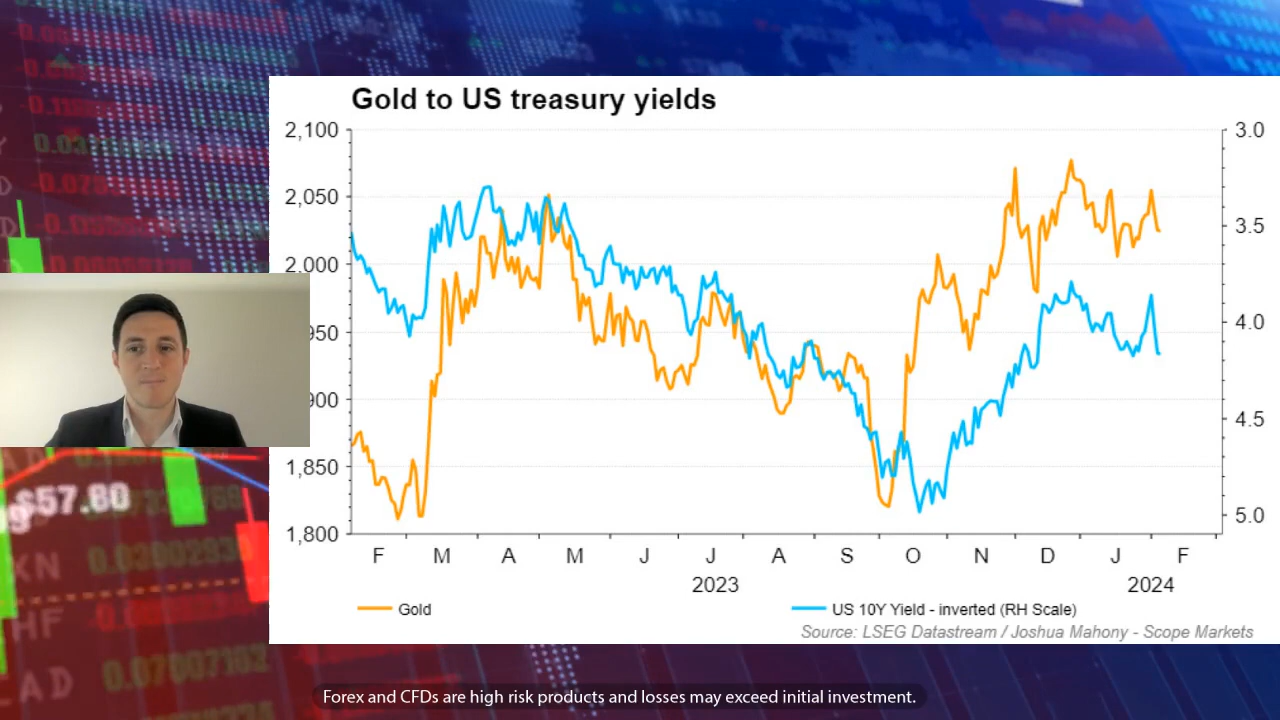 Gold to US treasury yields
2,100
2,050
2,000
950
900
1,850
1,800
3.0
3.5
4.0
4.5
5.0
F M A M J J A S O N D J F
2023 2024
Gold
US 10Y Yield - inverted (RH Scale)
Source: LSEG Datastream / Joshua Mahony - Scope Markets
$57.80
KN
HF
AD
Forex and CFDs are high risk products and losses may exceed initial investment.